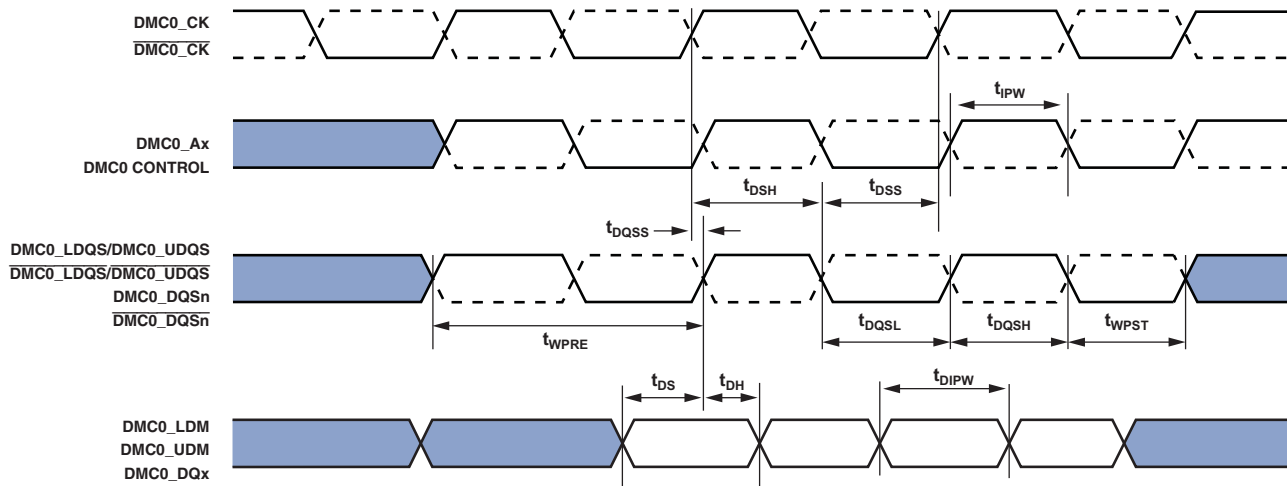 DMC0_CK
DMC0_CK
tIPW
DMC0_Ax
DMC0 CONTROL
tDSH
tDSS
tDQSS
DMC0_LDQS/DMC0_UDQS
DMC0_LDQS/DMC0_UDQS
DMC0_DQSn
DMC0_DQSn
tWPRE
tDQSL
tDQSH
tWPST
tDS
tDH
tDIPW
DMC0_LDM
DMC0_UDM
DMC0_DQx